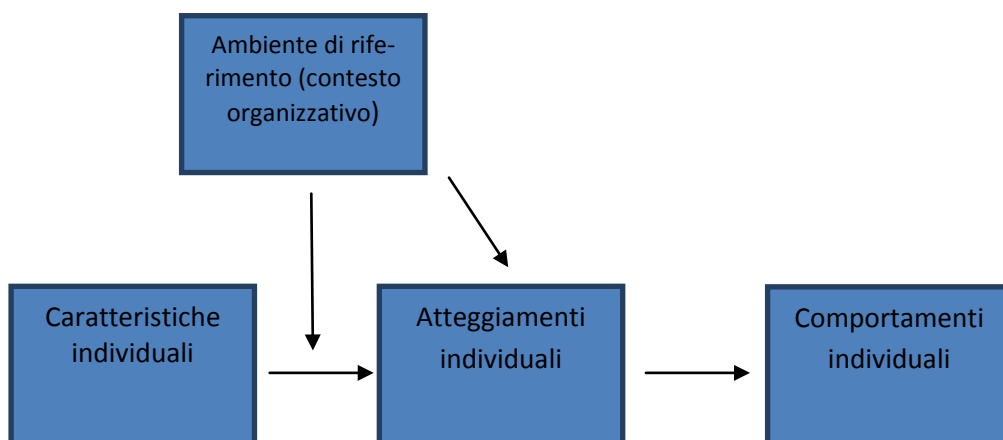 Ambiente di rife-
rimento (contesto
organizzativo)
Caratteristiche
individuali
Atteggiamenti
individuali
Comportamenti
individuali